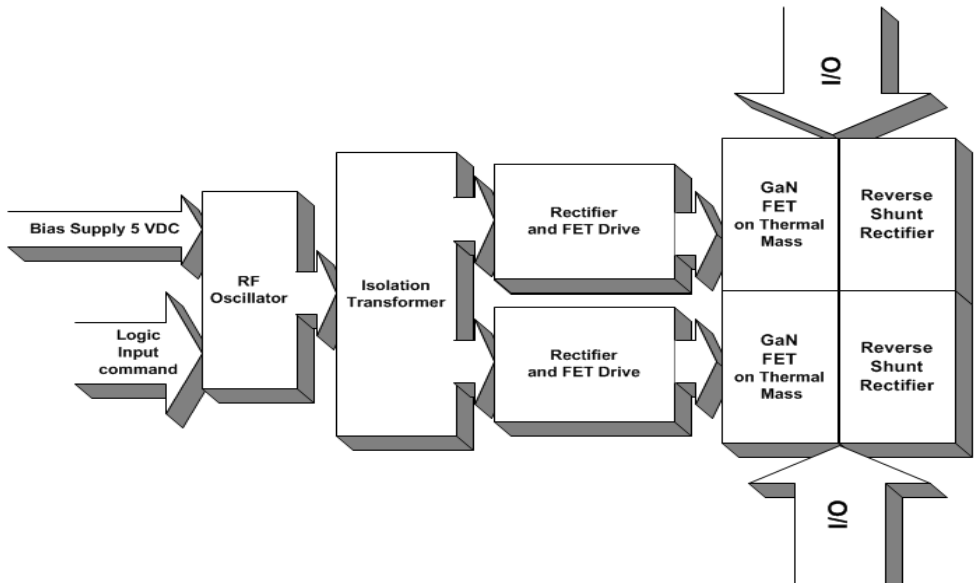 I/O
Bias Supply 5 VDC
Logic
Input
command
RF
Oscillator
Isolation
Transformer
Rectifier
and FET Drive
Rectifier
and FET Drive
GaN
FET
on Thermal
Mass
Reverse
Shunt
Rectifier
GaN
FET
on Thermal
Mass
Reverse
Shunt
Rectifier
I/O